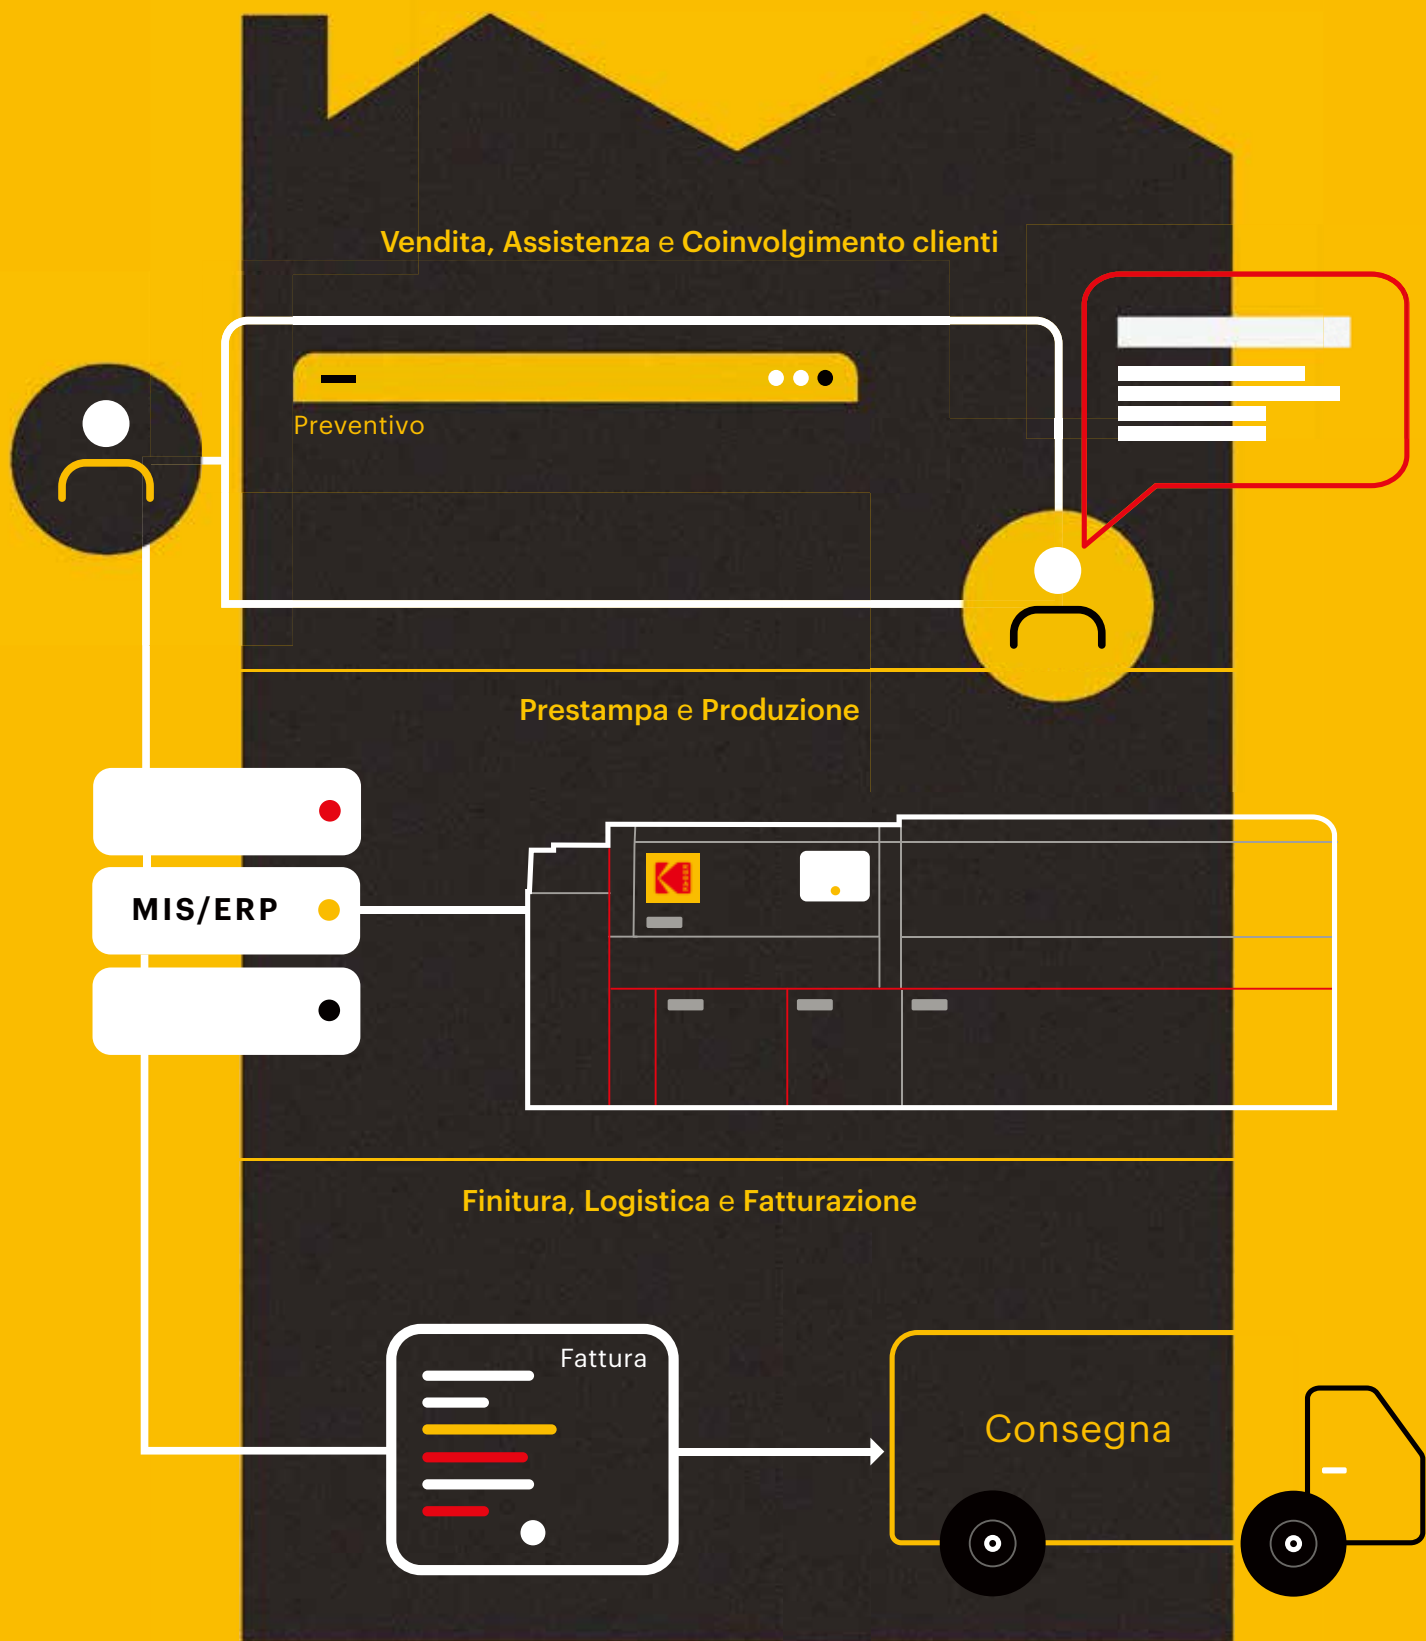 Vendita, Assistenza e Coinvolgimento clienti
Preventivo
Prestampa e Produzione
MIS/ERP
Finitura, Logistica e Fatturazione
Fattura
Consegna